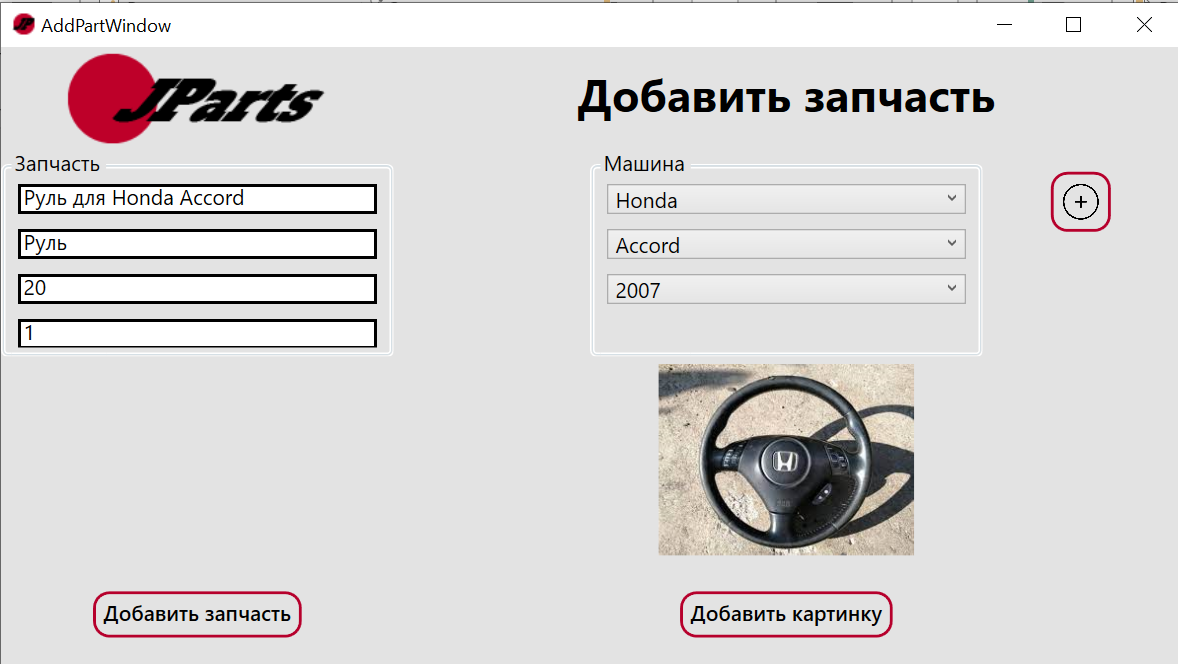 AddPartWindow
JParts
Добавить запчасть
Запчасть
Руль для Honda Accord
Руль
20
1
Машина
Honda
Accord
2007
+
Добавить запчасть
Добавить картинку